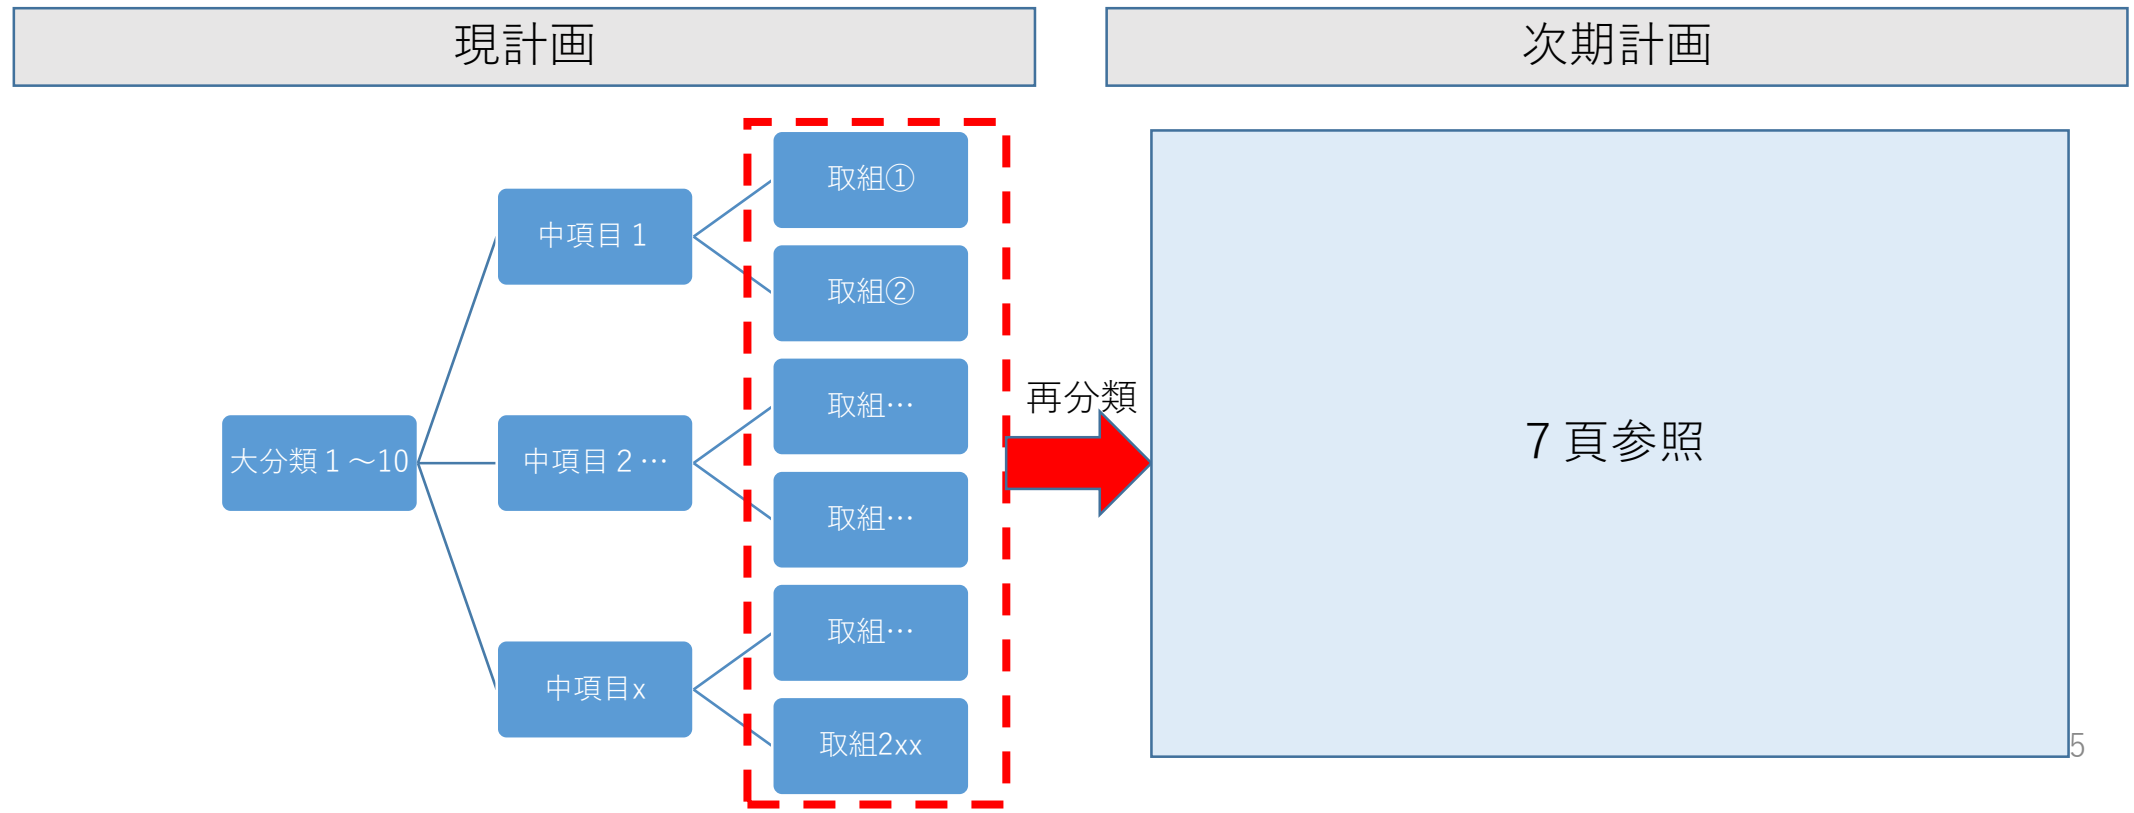 現計画
次期計画
大分類１～10
中項目１
中項目２…
中項目x
取組①
取組②
取組…
取組…
取組…
取組2xx
再分類
７頁参照
5